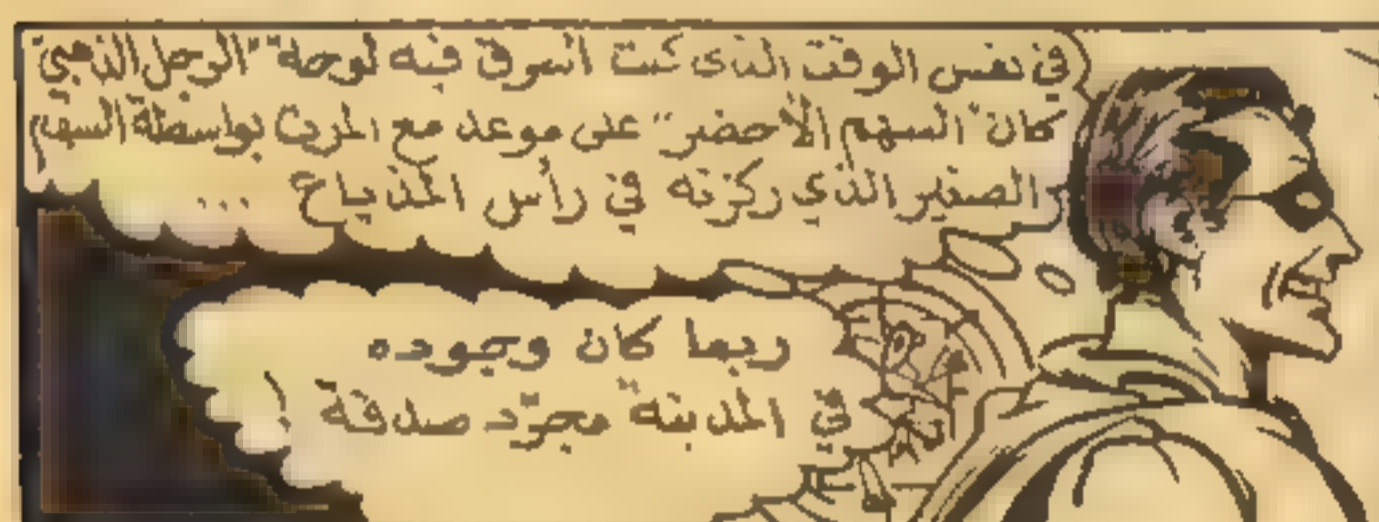 في نفس الوقت الذي كنت أسرق فيه لوحة "الرجل الذهبي"
كان "السهم الأخضر" على موعد مع الموت بواسطة السهم
الصغير الذي ركزته في رأس المذياع ...
ربما كان وجوده
في المدينة مجرّد صدفة !